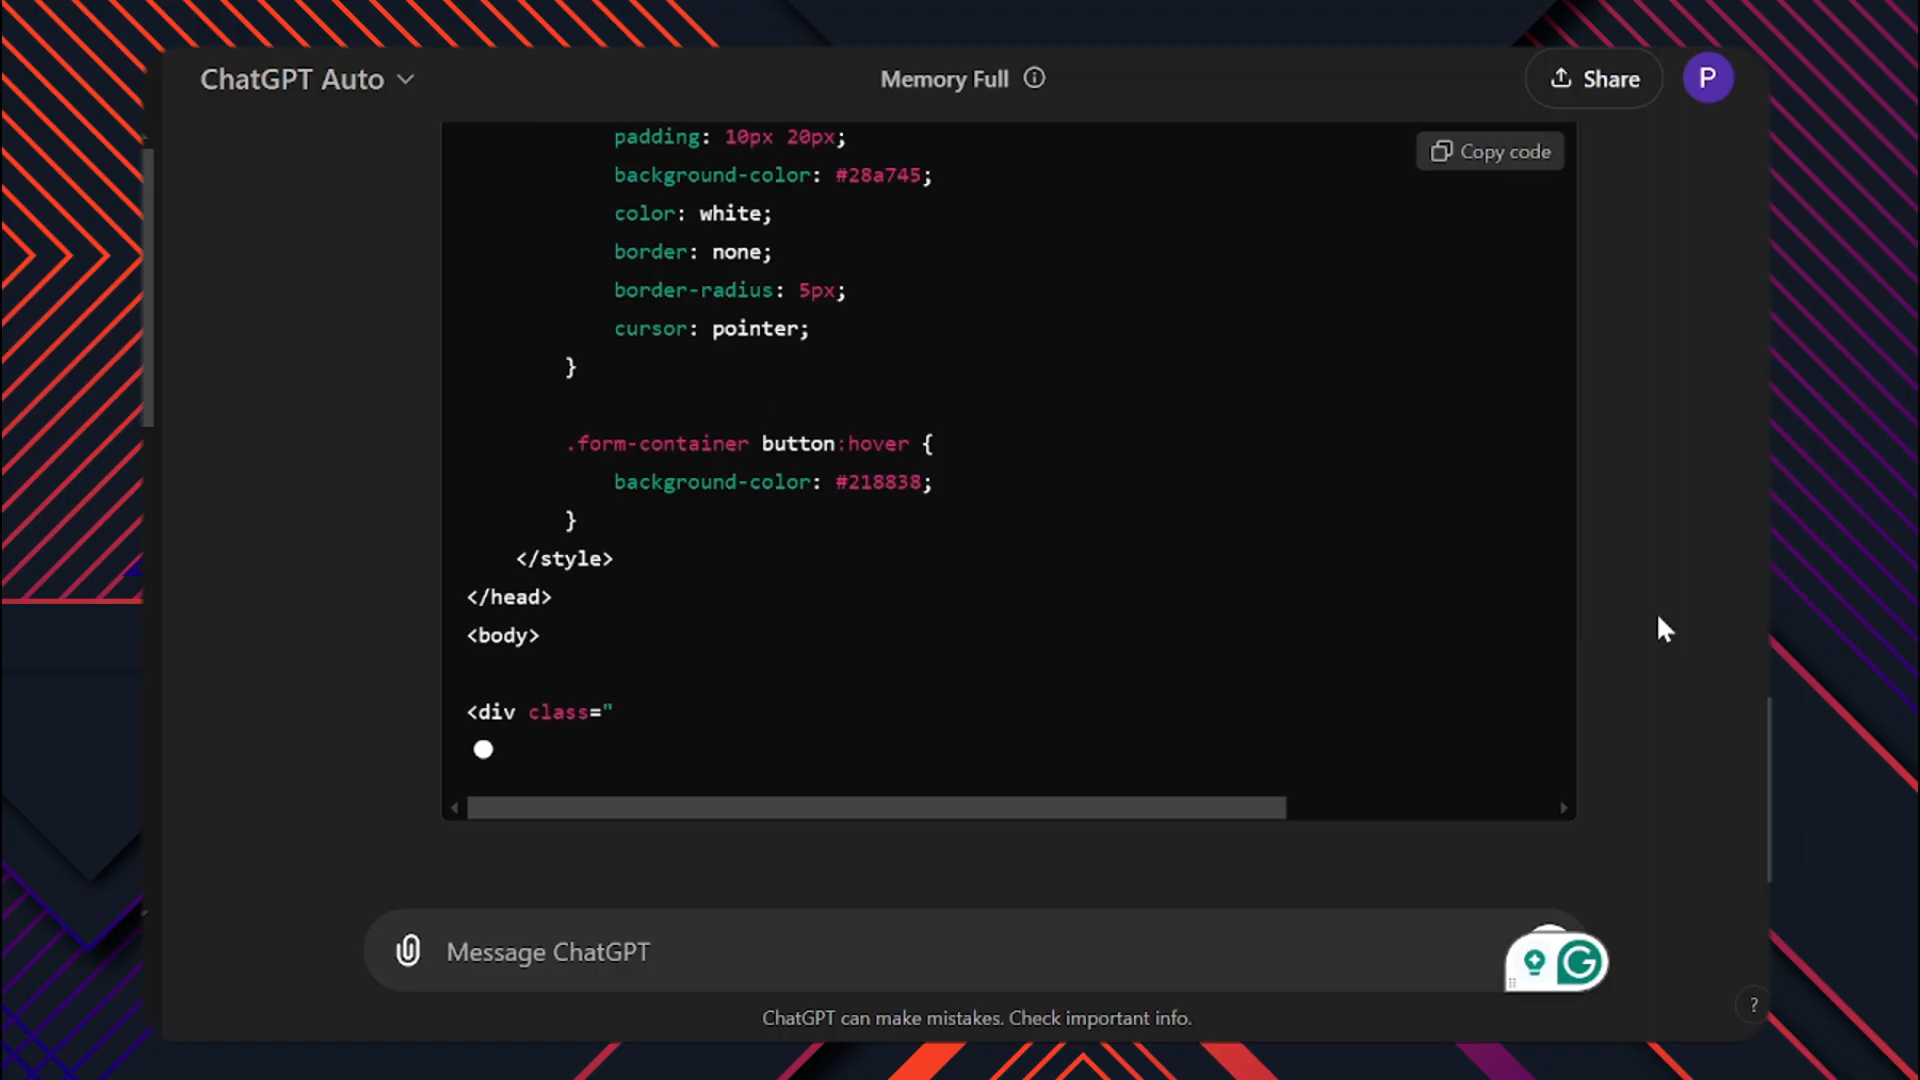 ChatGPT Auto
Memory Full
Share
P
Copy code
padding: 10px 20px;
background-color: #28a745;
color: white;
border: none;
border-radius: 5px;
cursor: pointer;
}
.form-container button:hover {
background-color: #218838;
}
</style>
</head>
<body>
<div class="
Message ChatGPT
G
ChatGPT can make mistakes. Check important info.
?